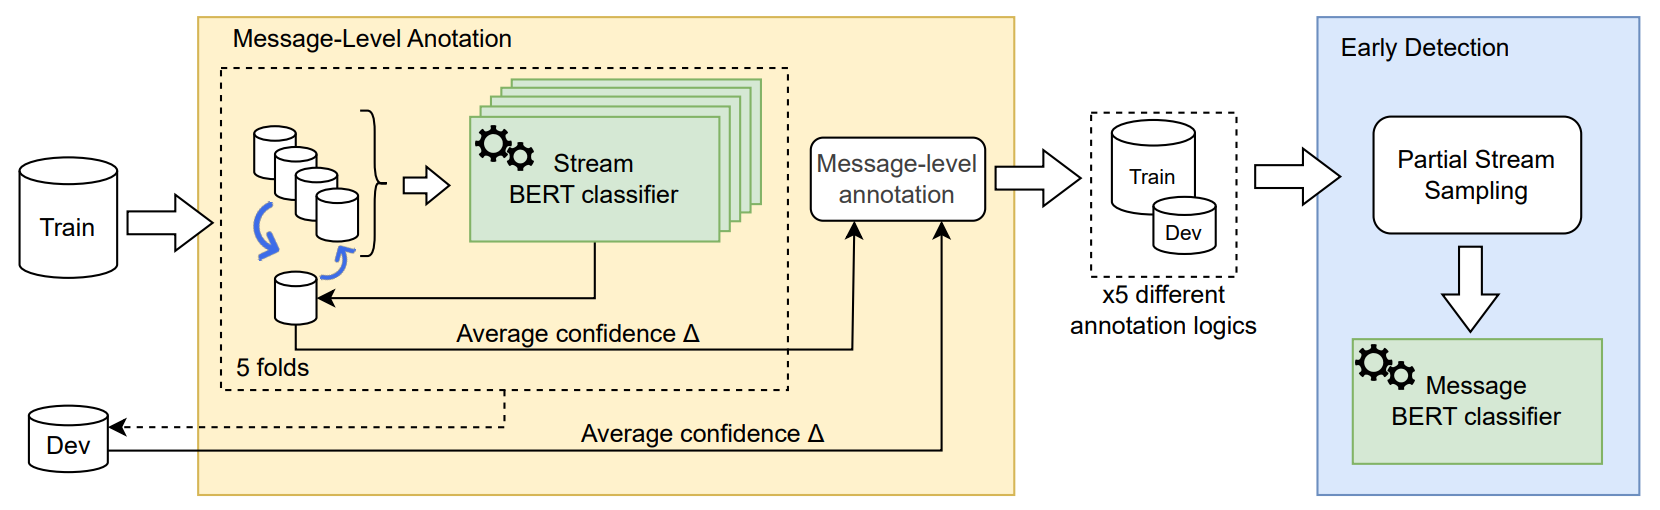 Message-Level Anotation
Train
Stream
BERT classifier
Average confidence Δ
5 folds
Dev
Average confidence Δ
Message-level
annotation
Train
Dev
x5 different
annotation logics
Early Detection
Partial Stream
Sampling
Message
BERT classifier